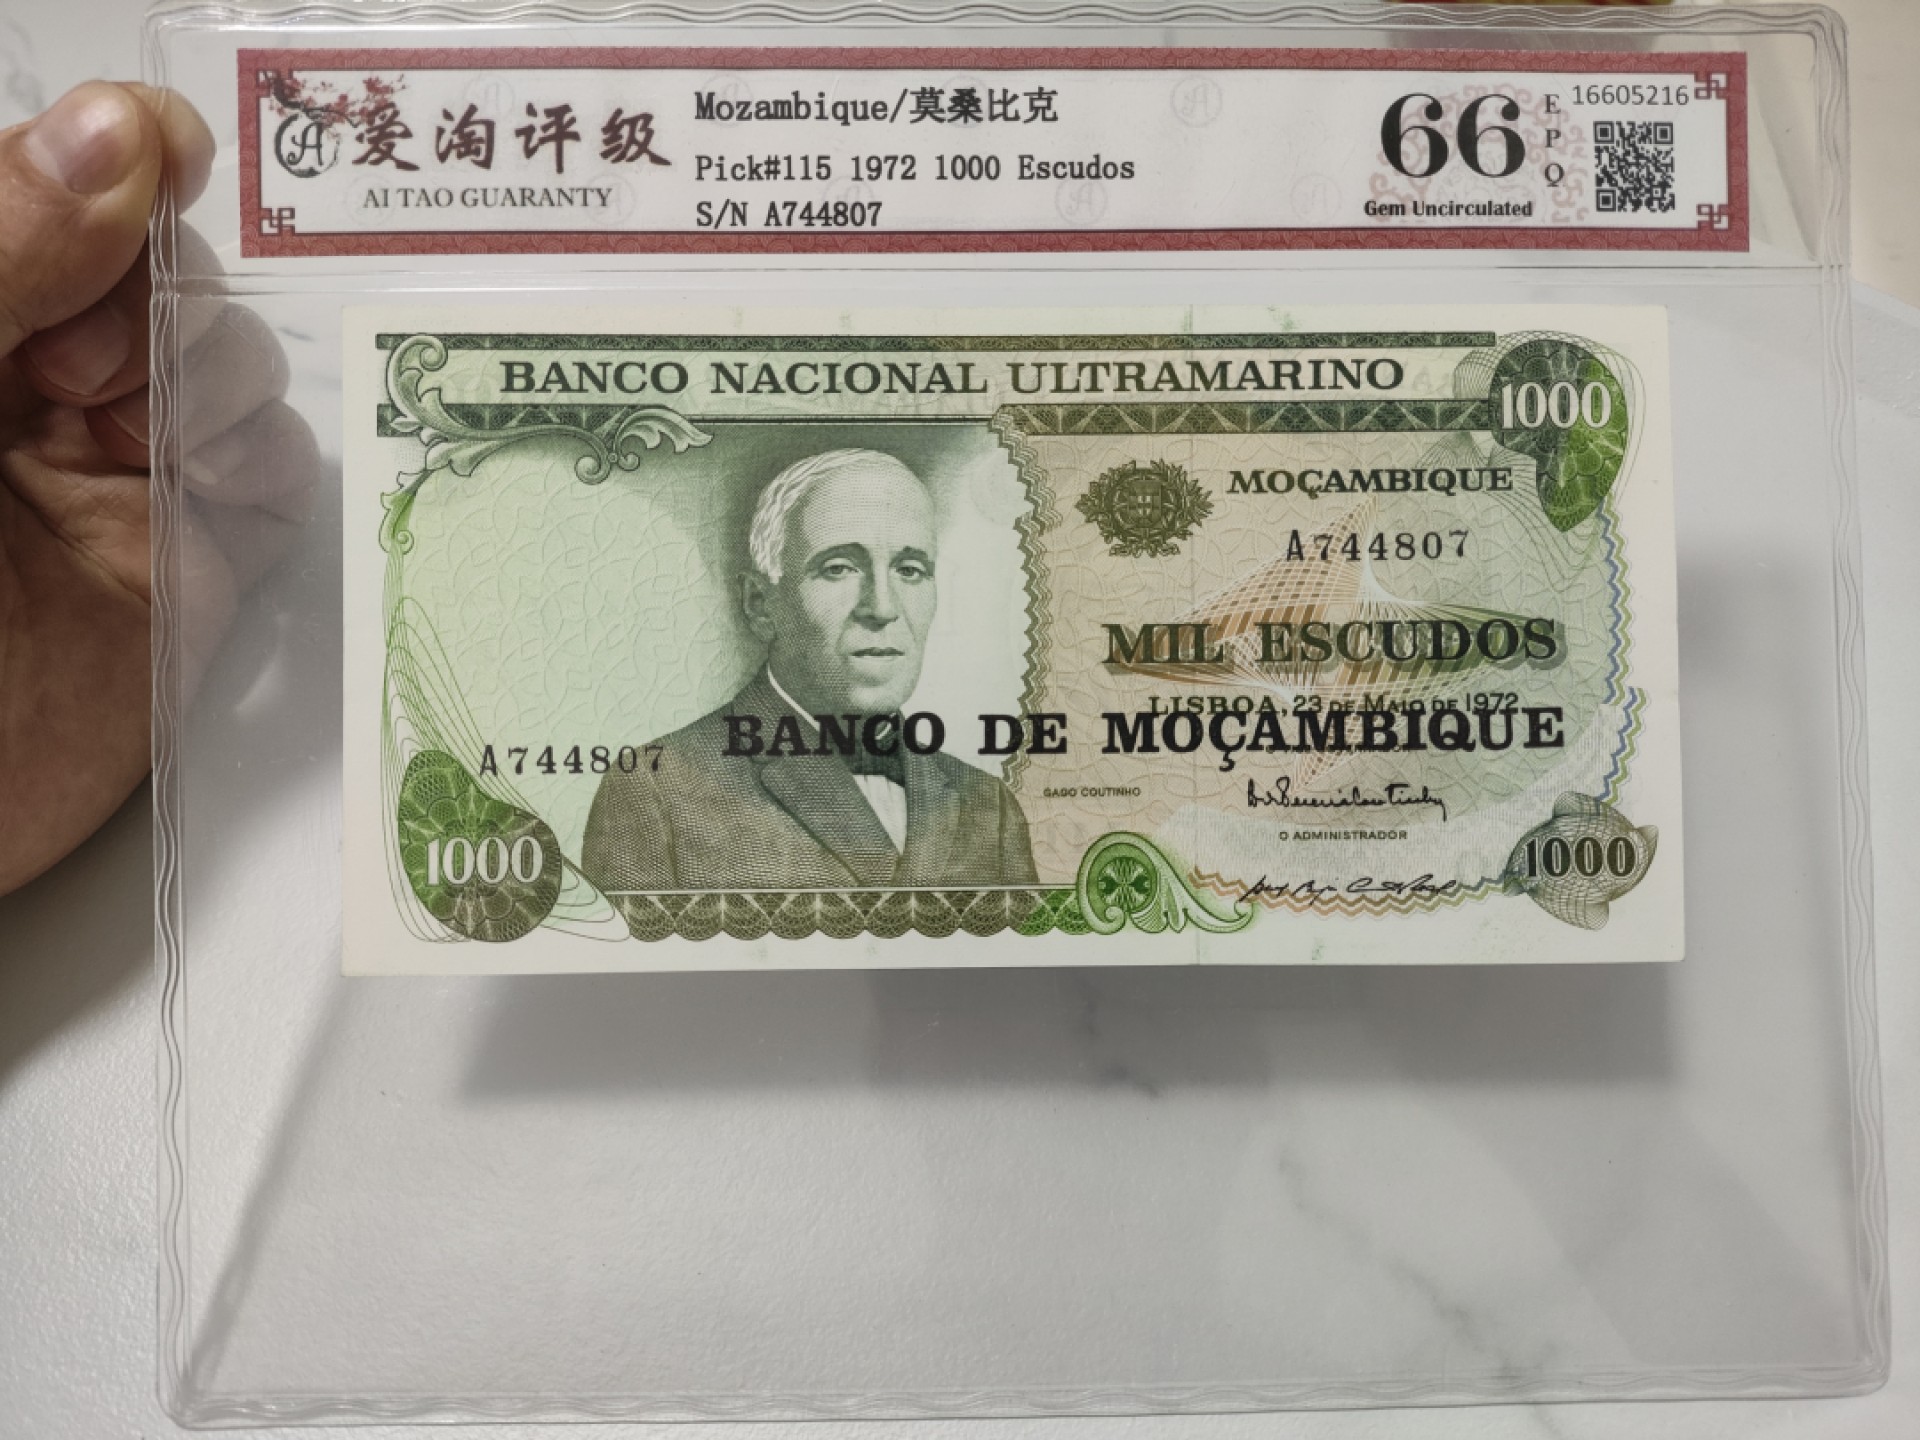 爱淘评级
AI TAO GUARANTY
Mozambique/莫桑比克
Pick#115 1972 1000 Escudos
S/N A744807
66
EPQ
Gem Uncirculated
16605216
BANCO NACIONAL ULTRAMARINO
1000
MOÇAMBIQUE
A744807
MIL ESCUDOS
LISBOA, 23 DE MAIO DE 1972
BANCO DE MOÇAMBIQUE
A744807
GAGO COUTINHO
O ADMINISTRADOR
1000
1000